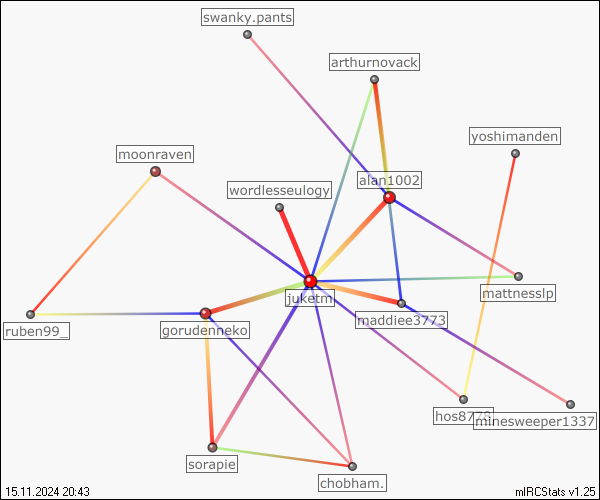 swanky.pants
arthurnovack
yoshimanden
moonraven
alan1002
wordlesseulogy
mattnesslp
juketm
maddiee3773
ruben99_
gorudenneko
hos8778
minesweeper1337
sorapie
chobham.
15.11.2024 20:43
mIRCStats v1.25